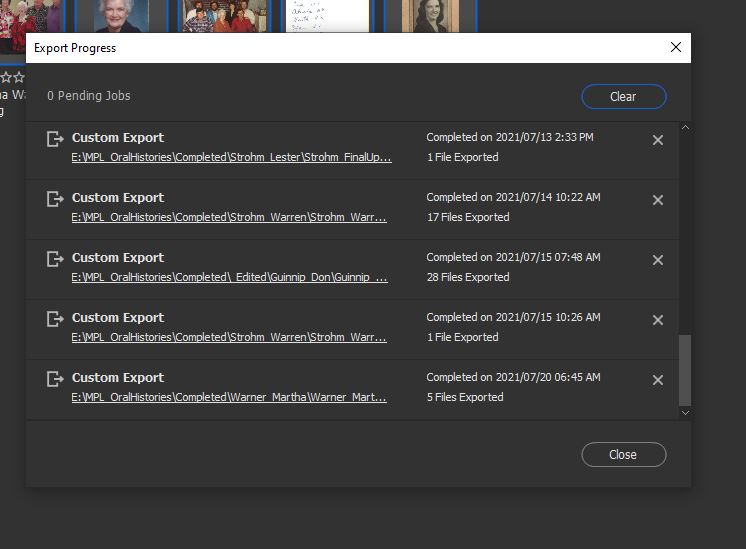 Export Progress
0 Pending Jobs
Clear
Custom Export
Completed on 2021/07/13 2:33 PM
E:\MPL_OralHistories\Completed\Strohm_Lester\Strohm_FinalUp...
1 File Exported
Custom Export
Completed on 2021/07/14 10:22 AM
E:\MPL_OralHistories\Completed\Strohm_Warren\Strohm_Warr...
17 Files Exported
Custom Export
Completed on 2021/07/15 07:48 AM
E:\MPL_OralHistories\Completed\_Edited\Guinnip_Don\Guinnip_...
28 Files Exported
Custom Export
Completed on 2021/07/15 10:26 AM
E:\MPL_OralHistories\Completed\Strohm_Warren\Strohm_Warr...
1 File Exported
Custom Export
Completed on 2021/07/20 06:45 AM
E:\MPL_OralHistories\Completed\Warner_Martha\Warner_Mart...
5 Files Exported
Close